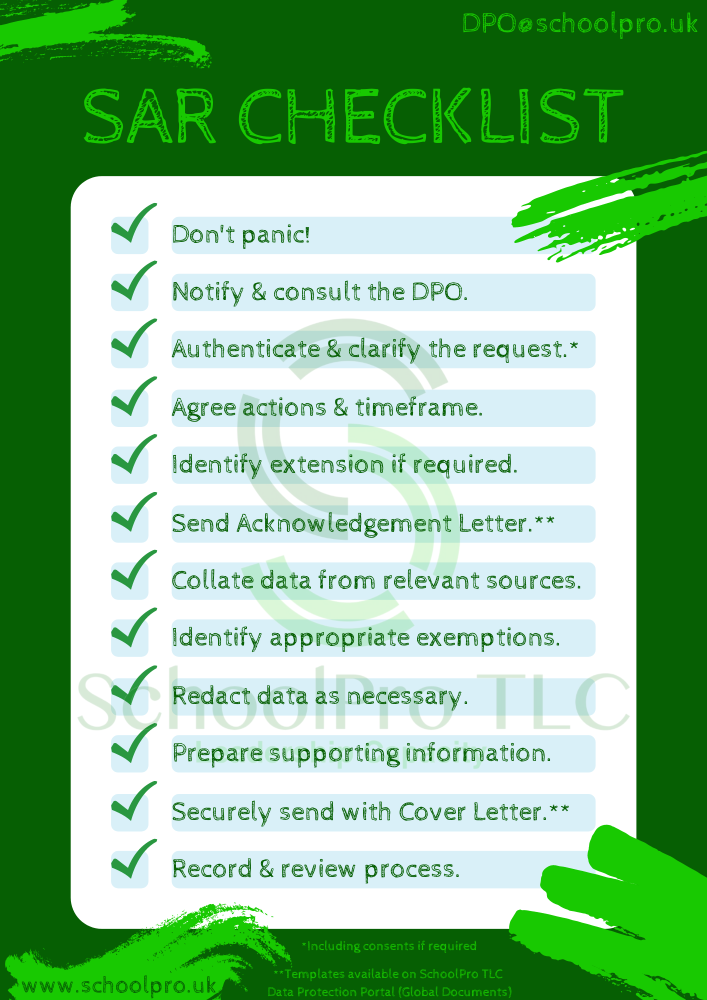 DPO@schoolpro.uk
SAR CHECKLIST
Don't panic!
Notify & consult the DPO.
Authenticate & clarify the request.*
Agree actions & timeframe.
Identify extension if required.
Send Acknowledgement Letter.**
Collate data from relevant sources.
Identify appropriate exemptions.
SchoolPro TLC
Redact data as necessary.
Leadership Capacity
Prepare supporting information.
Securely send with Cover Letter.**
Record & review process.
*Including consents if required
**Templates available on SchoolPro TLC
Data Protection Portal (Global Documents)
www.schoolpro.uk